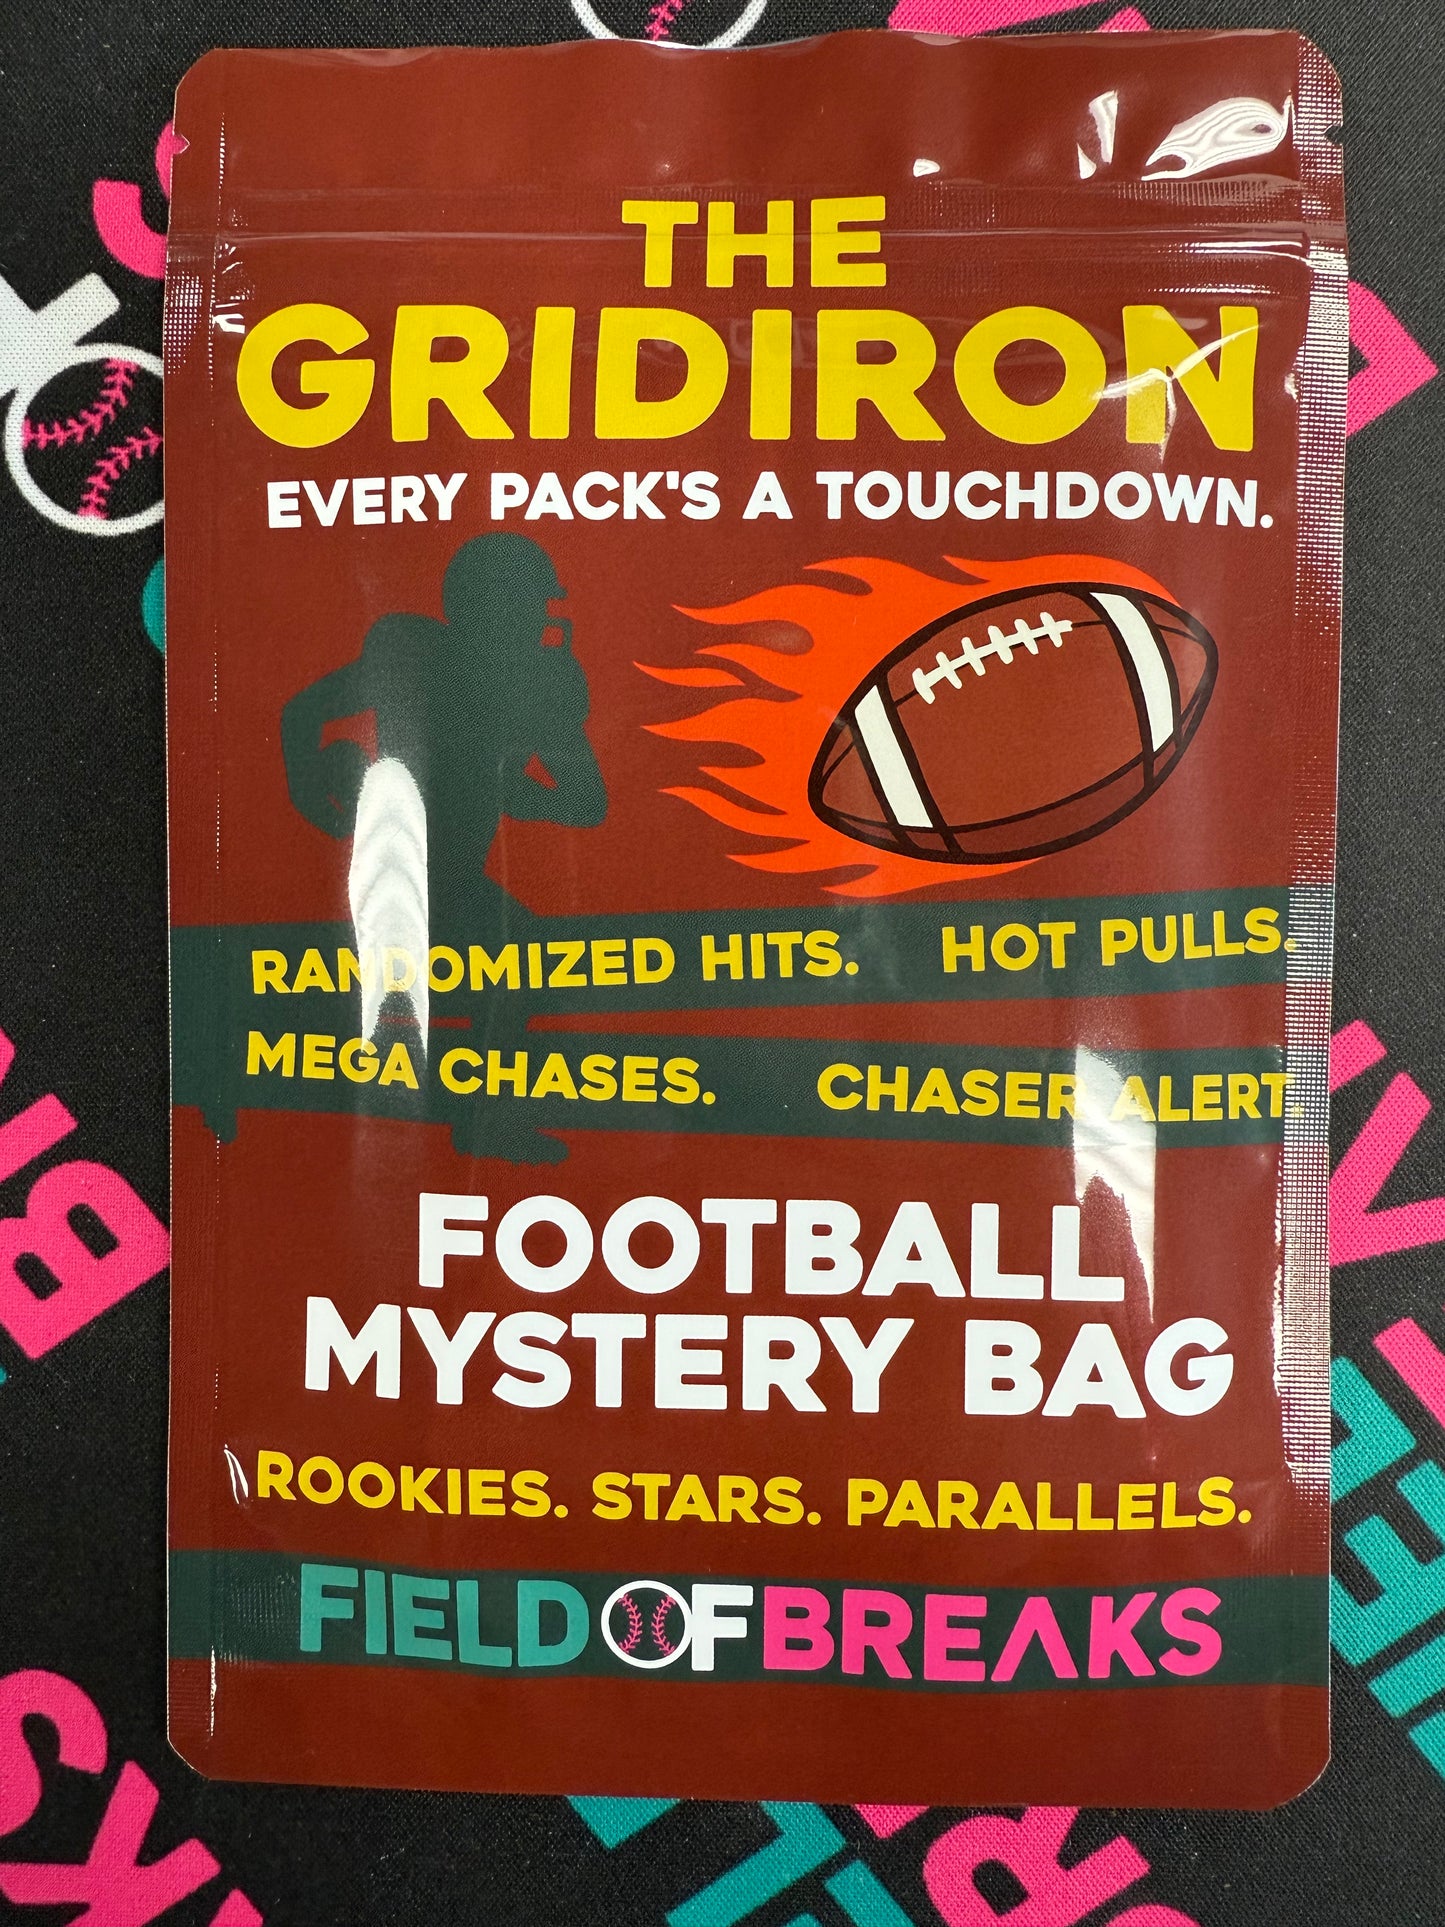 THE
GRIDIRON
EVERY PACK'S A TOUCHDOWN.
RANDOMIZED HITS. HOT PULLS.
MEGA CHASES. CHASER ALERT.
FOOTBALL
MYSTERY BAG
ROOKIES. STARS. PARALLELS.
FIELD OF BREAKS